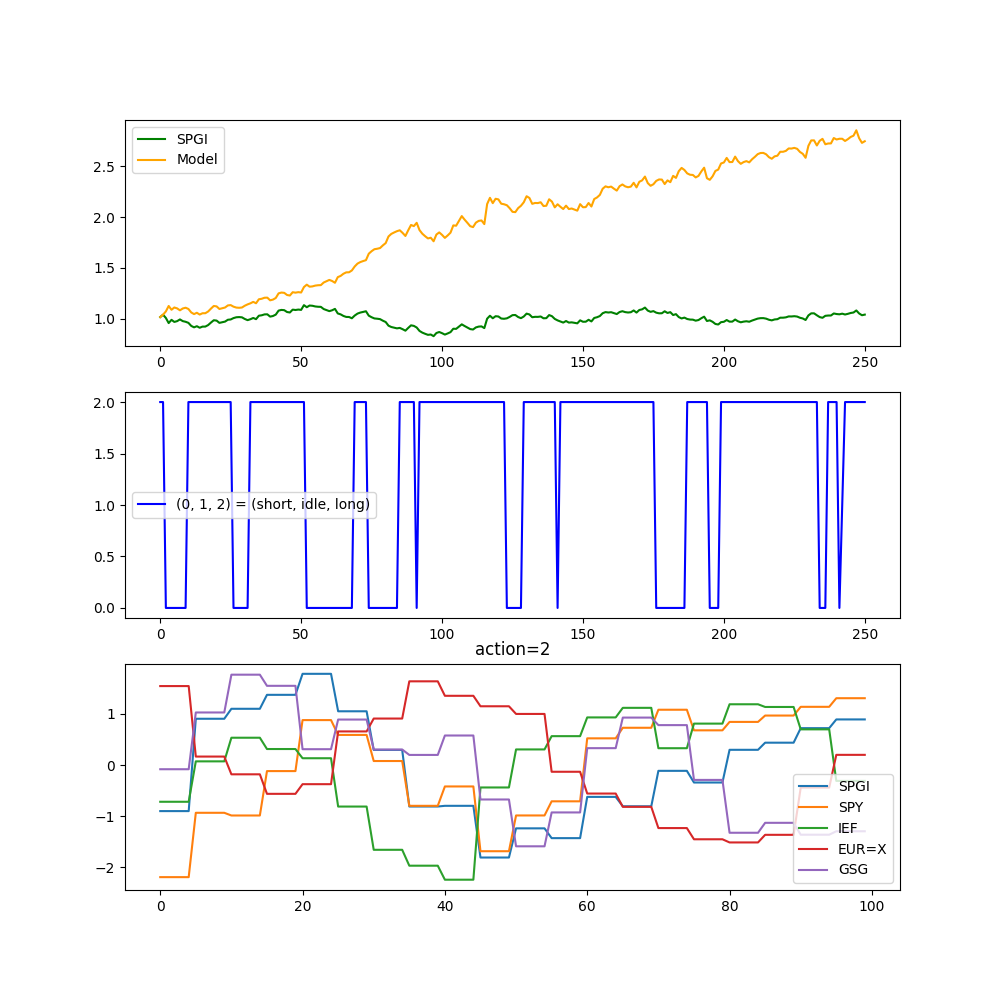 SPGI
Model
2.5
2.0
1.5
1.0
0 50 100 150 200 250
2.0
1.5
1.0
0.5
0.0
(0, 1, 2) = (short, idle, long)
0 50 100 150 200 250
action=2
1
0
−1
−2
SPGI
SPY
IEF
EUR=X
GSG
0 20 40 60 80 100